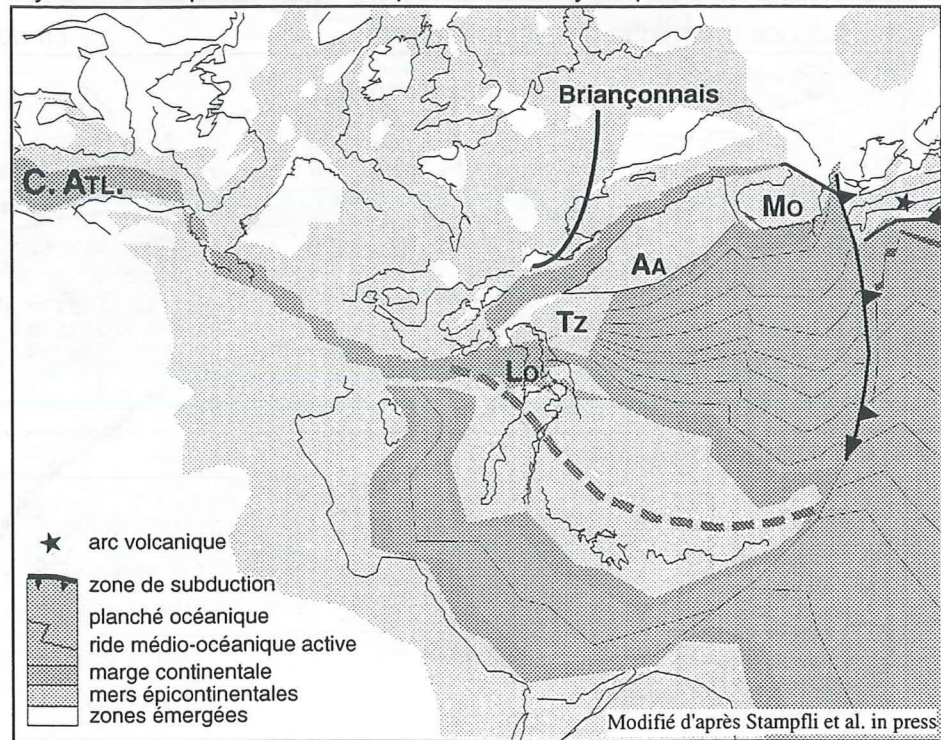 Briançonnais
C. ATL.
MO
AA
TZ
LO
arc volcanique
zone de subduction
planché océanique
ride médio-océanique active
marge continentale
mers épicontinentales
zones émergées
Modifié d'après Stampfli et al. in press